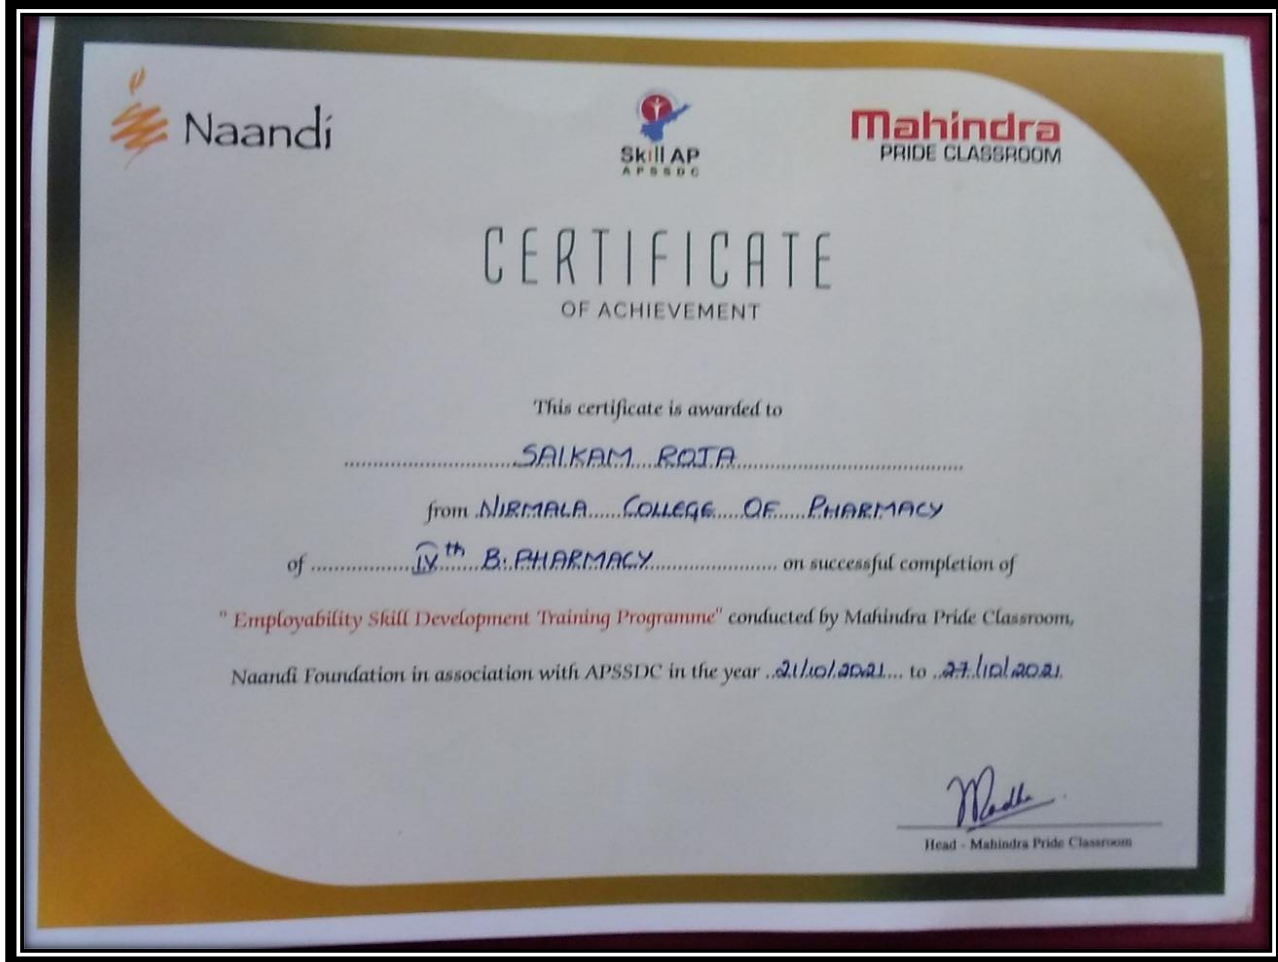 Naandi
Skill AP
APSSDC
Mahindra
PRIDE CLASSROOM
CERTIFICATE
OF ACHIEVEMENT
This certificate is awarded to
SAIKAM ROJA
from NIRMALA COLLEGE OF PHARMACY
of IVth B.PHARMACY on successful completion of
" Employability Skill Development Training Programme" conducted by Mahindra Pride Classroom,
Naandi Foundation in association with APSSDC in the year 21/10/2021 to 27/10/2021
Madhu
Head - Mahindra Pride Classroom